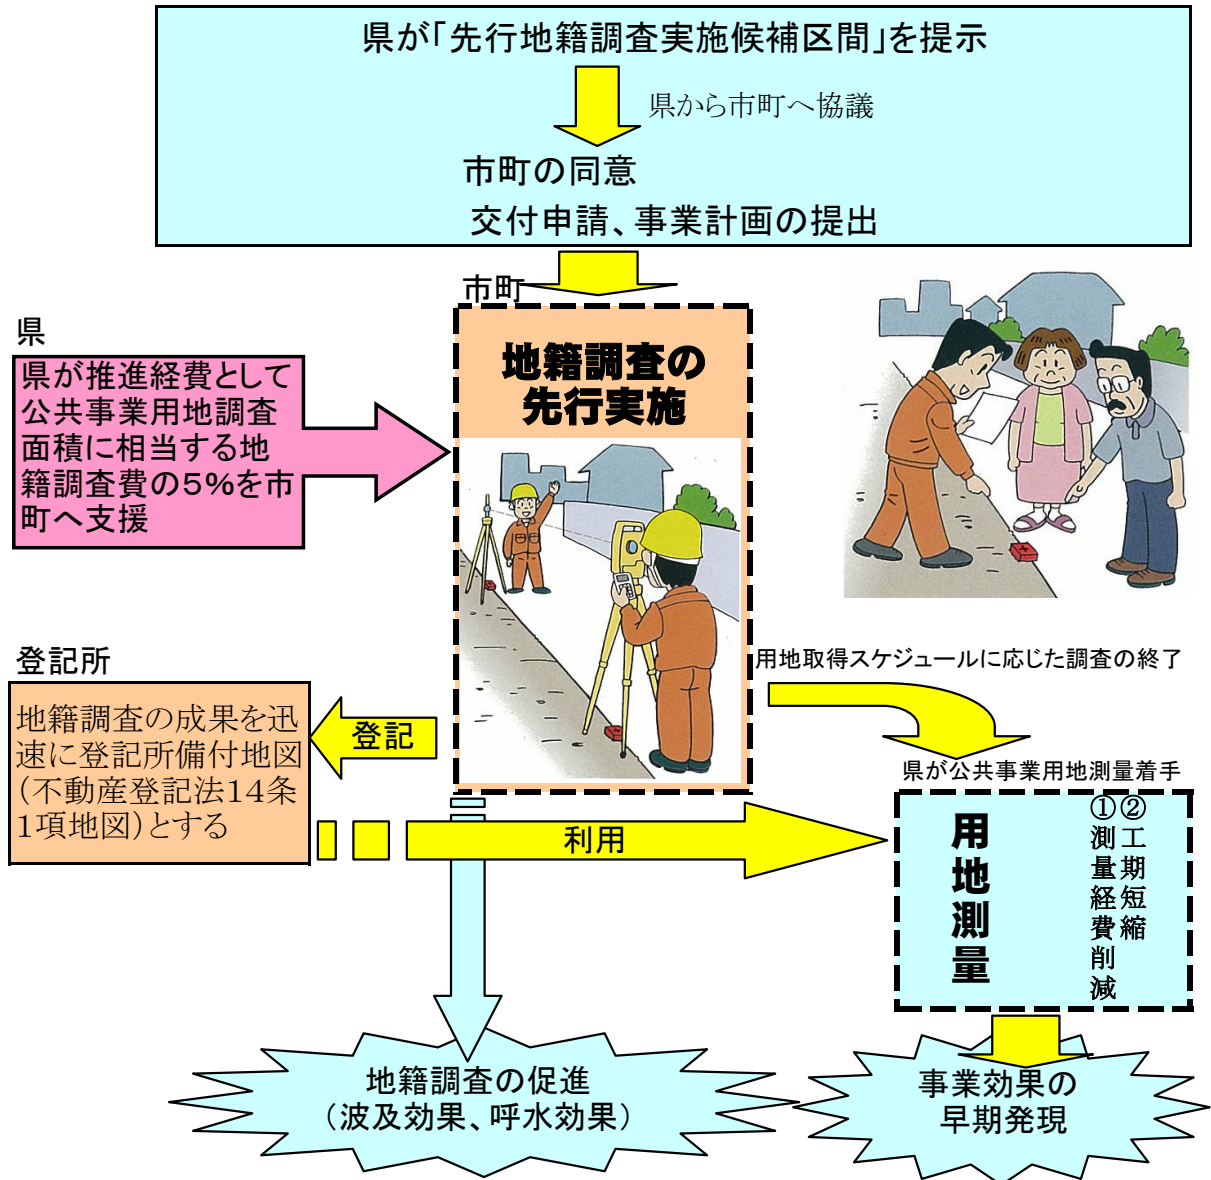 県が「先行地籍調査実施候補区間」を提示
県から市町へ協議
市町の同意
交付申請、事業計画の提出
市町
地籍調査の
先行実施
県
県が推進経費として
公共事業用地調査
面積に相当する地
籍調査費の5%を市
町へ支援
登記所
地籍調査の成果を迅
速に登記所備付地図
(不動産登記法14条
1項地図)とする
登記
用地取得スケジュールに応じた調査の終了
県が公共事業用地測量着手
利用
用地測量
①測量経費削減
②工期短縮
地籍調査の促進
(波及効果、呼水効果)
事業効果の
早期発現